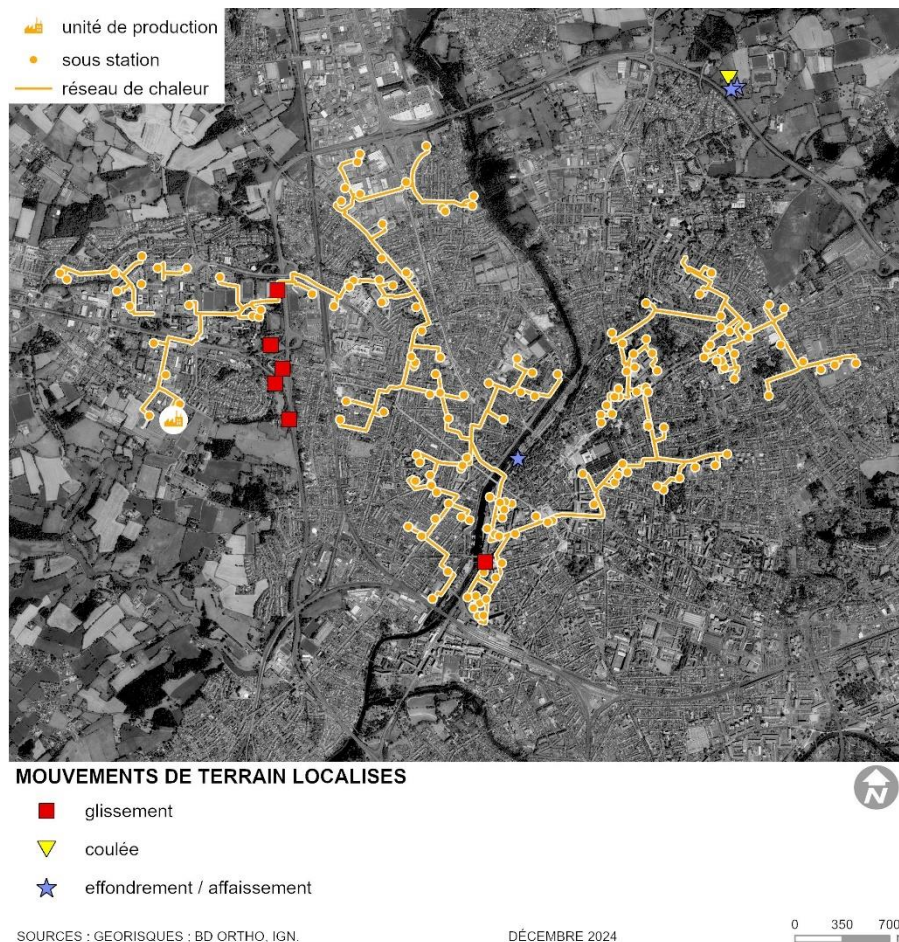 unité de production
sous station
réseau de chaleur
MOUVEMENTS DE TERRAIN LOCALISES
N
glissement
coulée
effondrement / affaissement
SOURCES : GEORISQUES ; BD ORTHO, IGN.
DÉCEMBRE 2024
0 350 700